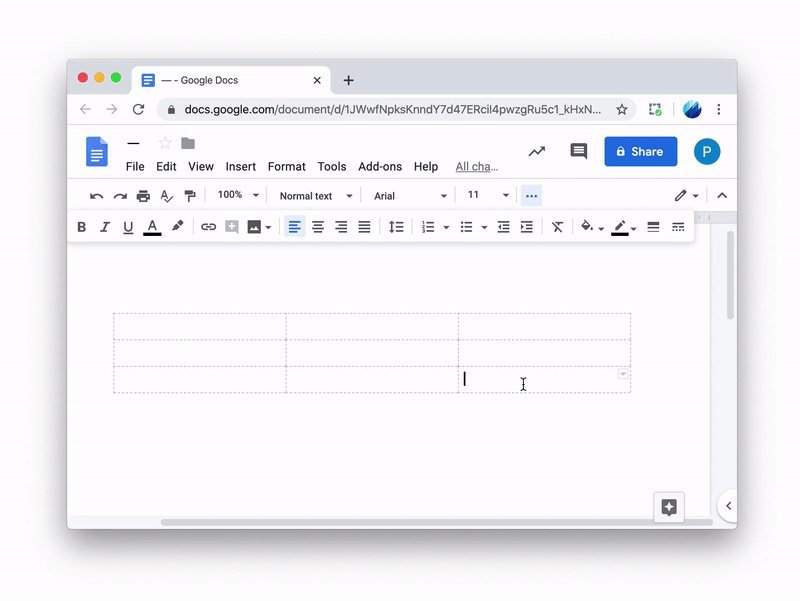 — - Google Docs
docs.google.com/document/d/1JWwfNpksKnndY7d47ERcil4pwzgRu5c1_kHxN...
—
File Edit View Insert Format Tools Add-ons Help All cha...
Share
P
100% Normal text Arial 11
B I U A